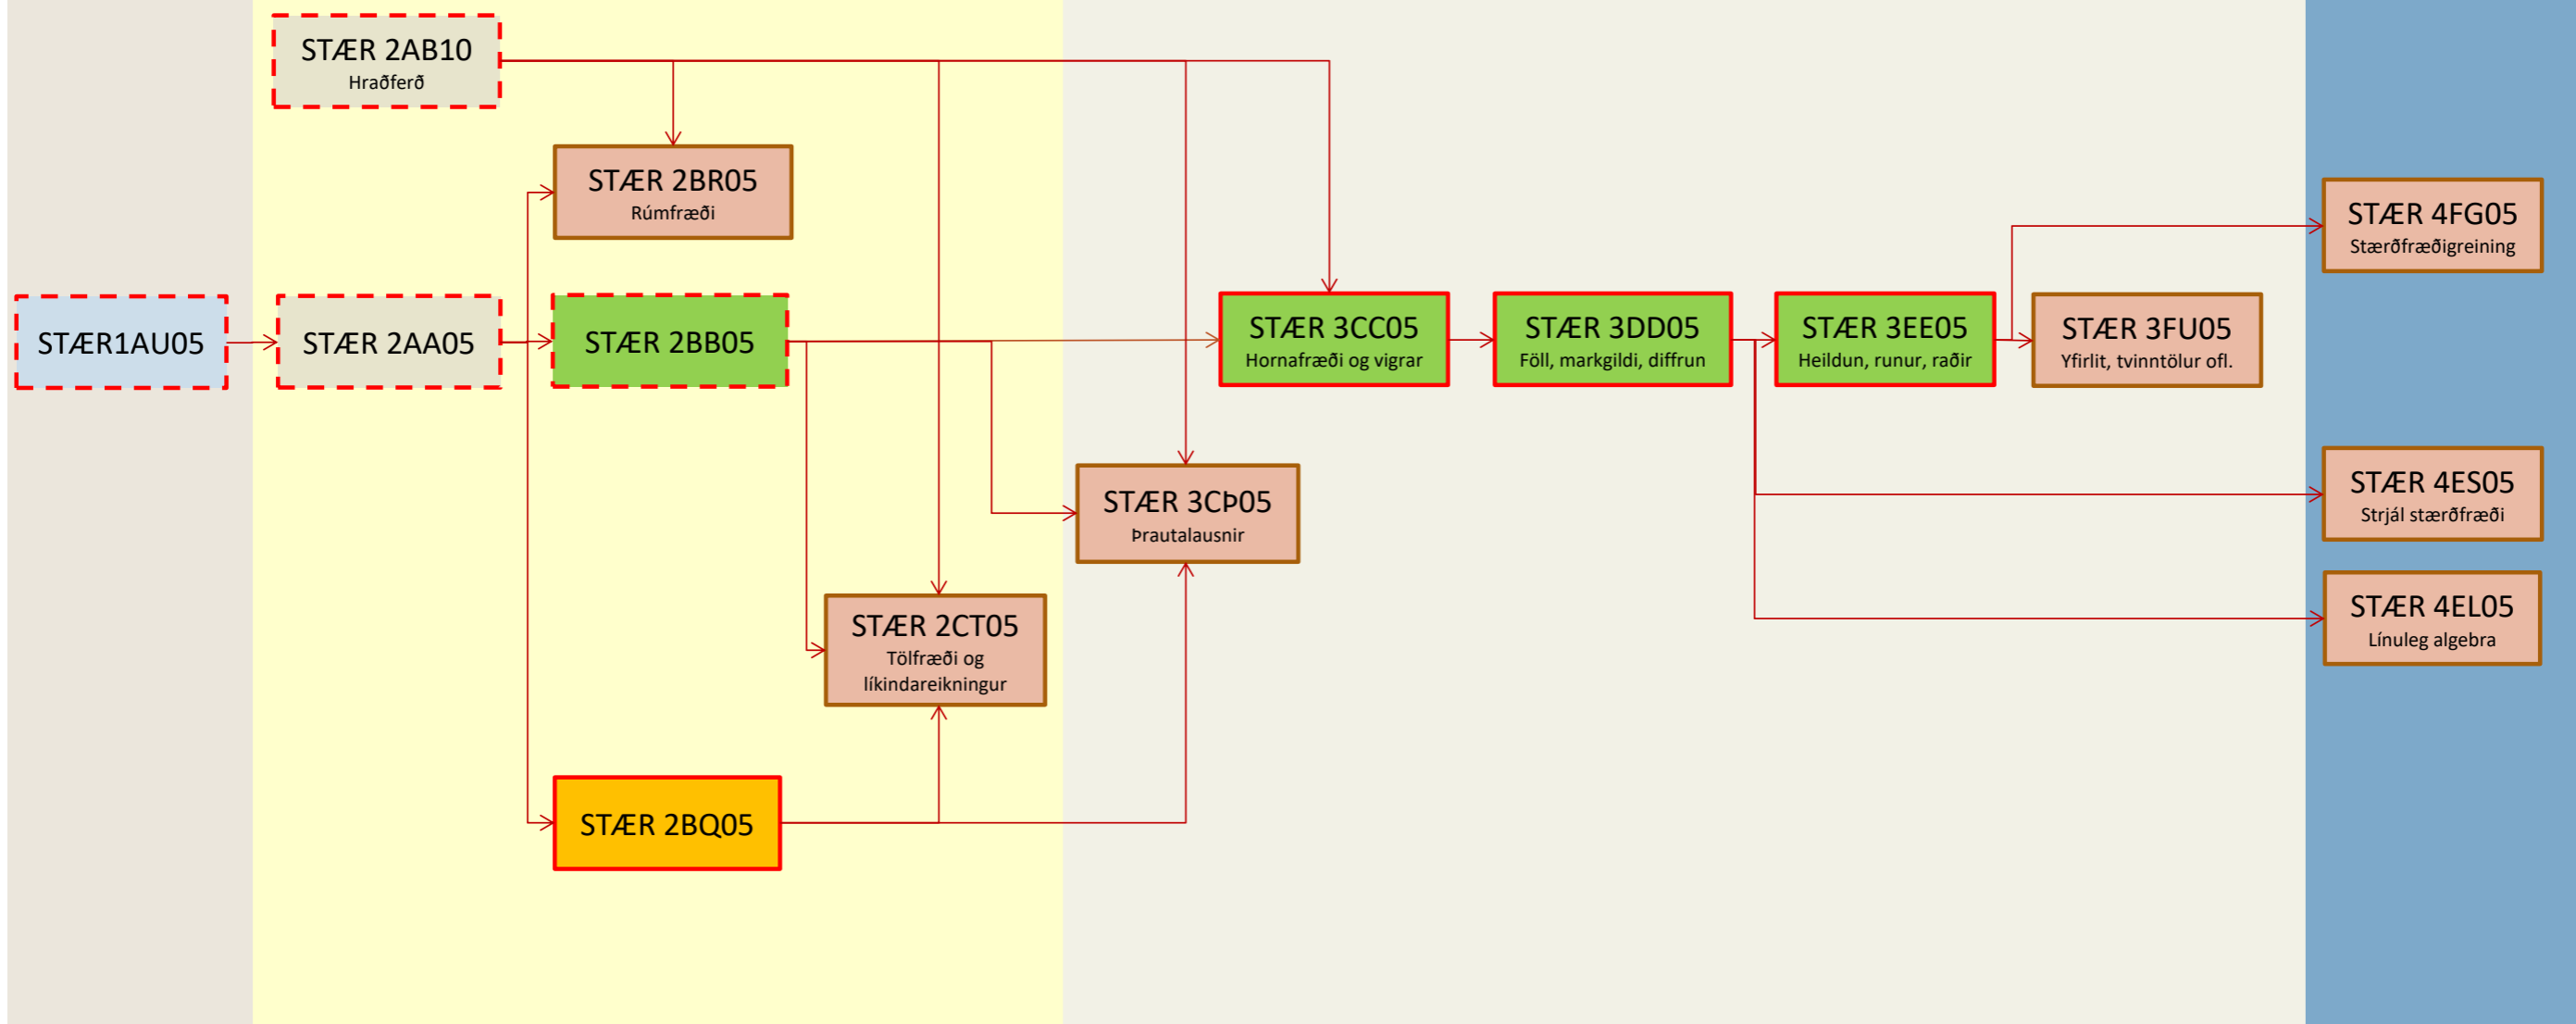 STÆR 2AB10
Hraðferð
STÆR 2BR05
Rúmfræði
STÆR 4FG05
Stærðfræðigreining
STÆR1AU05
STÆR 2AA05
STÆR 2BB05
STÆR 3CC05
Hornafræði og vigrar
STÆR 3DD05
Föll, markgildi, diffrun
STÆR 3EE05
Heildun, runur, raðir
STÆR 3FU05
Yfirlit, tvinntölur ofl.
STÆR 3CÞ05
Þrautalausnir
STÆR 4ES05
Strjál stærðfræði
STÆR 2CT05
Tölfræði og
líkindareikningur
STÆR 4EL05
Línuleg algebra
STÆR 2BQ05